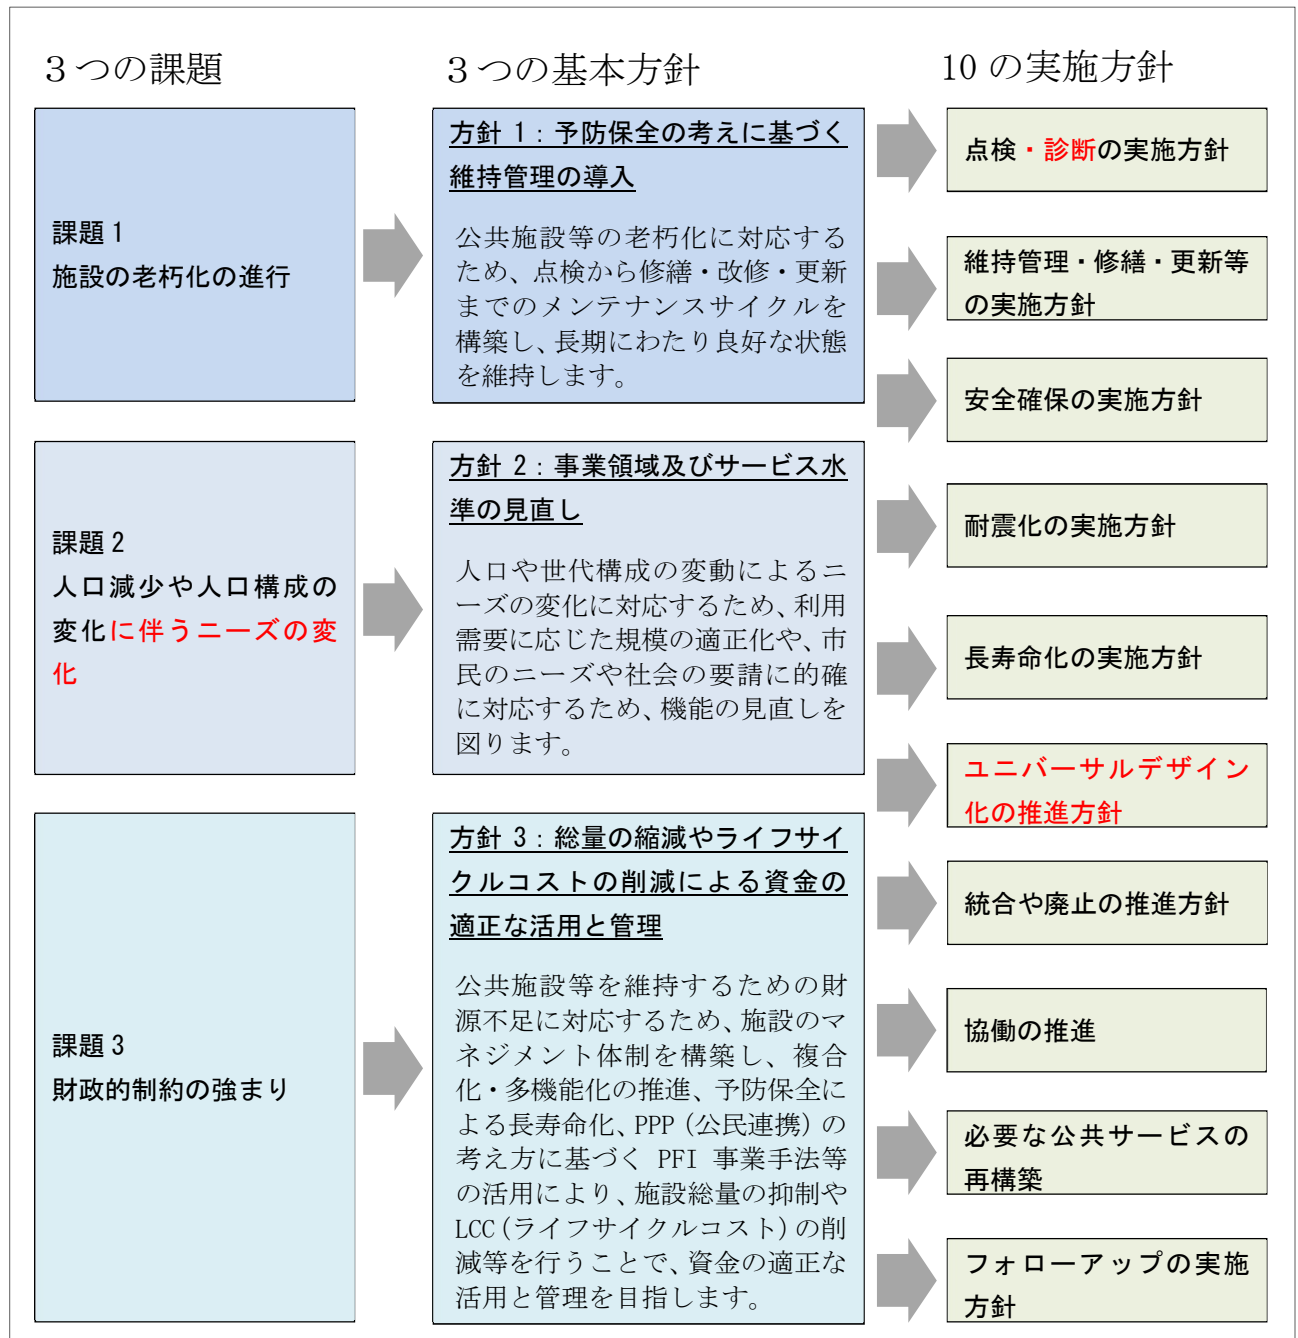 ３つの課題
課題１
施設の老朽化の進行
課題２
人口減少や人口構成の
変化に伴うニーズの変
化
課題３
財政的制約の強まり
３つの基本方針
方針 1：予防保全の考えに基づく
維持管理の導入
公共施設等の老朽化に対応する
ため、点検から修繕・改修・更新
までのメンテナンスサイクルを
構築し、長期にわたり良好な状態
を維持します。
方針 2：事業領域及びサービス水
準の見直し
人口や世代構成の変動によるニ
ーズの変化に対応するため、利用
需要に応じた規模の適正化や、市
民のニーズや社会の要請に的確
に対応するため、機能の見直しを
図ります。
方針 3：総量の縮減やライフサイ
クルコストの削減による資金の
適正な活用と管理
公共施設等を維持するための財
源不足に対応するため、施設のマ
ネジメント体制を構築し、複合
化・多機能化の推進、予防保全に
よる長寿命化、PPP（公民連携）の
考え方に基づく PFI 事業手法等
の活用により、施設総量の抑制や
LCC（ライフサイクルコスト）の削
減等を行うことで、資金の適正な
活用と管理を目指します。
10 の実施方針
点検・診断の実施方針
維持管理・修繕・更新等
の実施方針
安全確保の実施方針
耐震化の実施方針
長寿命化の実施方針
ユニバーサルデザイン
化の推進方針
統合や廃止の推進方針
協働の推進
必要な公共サービスの
再構築
フォローアップの実施
方針